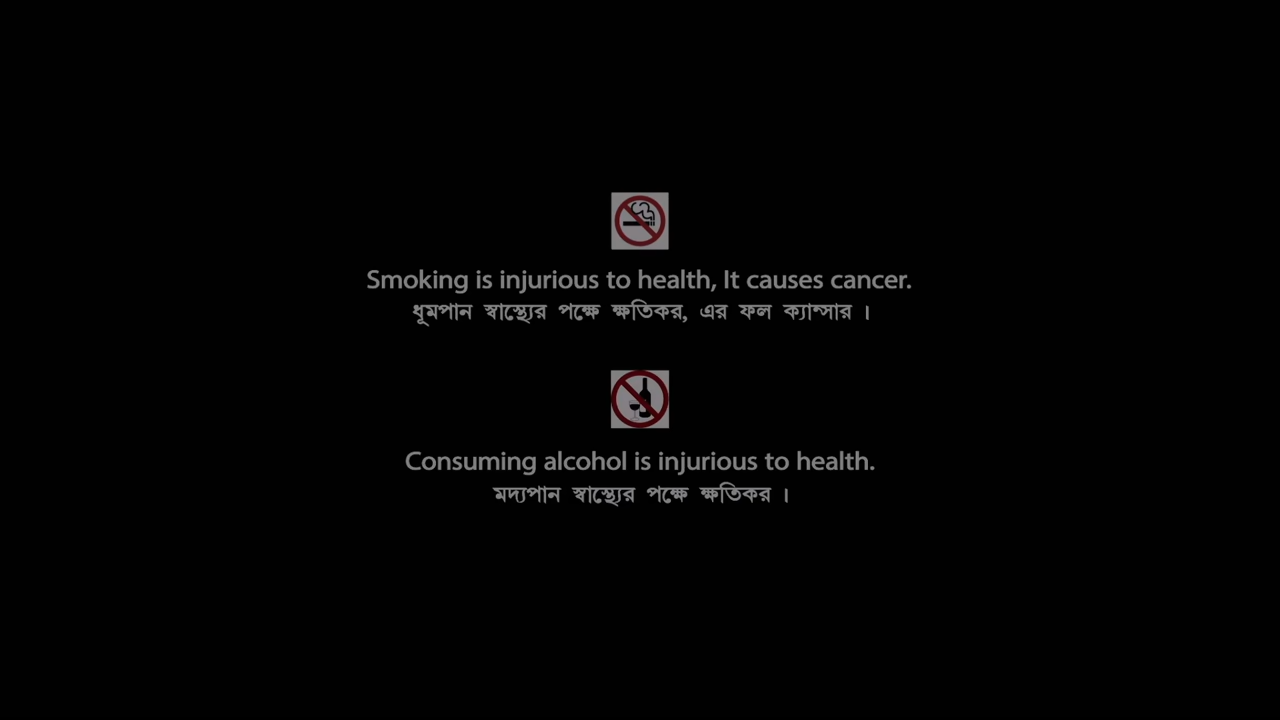 Smoking is injurious to health, It causes cancer.
ধূমপান স্বাস্থ্যের পক্ষে ক্ষতিকর, এর ফল ক্যান্সার ।
Consuming alcohol is injurious to health.
মদ্যপান স্বাস্থ্যের পক্ষে ক্ষতিকর ।